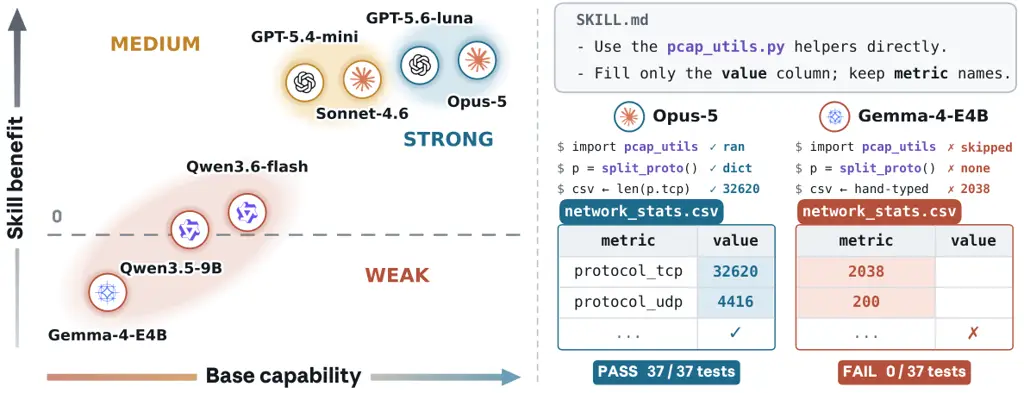 Skill benefit
MEDIUM
GPT-5.6-luna
GPT-5.4-mini
Sonnet-4.6
Opus-5
STRONG
Qwen3.6-flash
0
Qwen3.5-9B
WEAK
Gemma-4-E4B
Base capability
SKILL.md
- Use the pcap_utils.py helpers directly.
- Fill only the value column; keep metric names.
Opus-5
$ import pcap_utils ✓ ran
$ p = split_proto() ✓ dict
$ csv ← len(p.tcp) ✓ 32620
network_stats.csv
metric value
protocol_tcp 32620
protocol_udp 4416
... ✓
PASS 37/37 tests
Gemma-4-E4B
$ import pcap_utils ✗ skipped
$ p = split_proto() ✗ none
$ csv ← hand-typed ✗ 2038
network_stats.csv
metric value
2038
200
... ✗
FAIL 0/37 tests